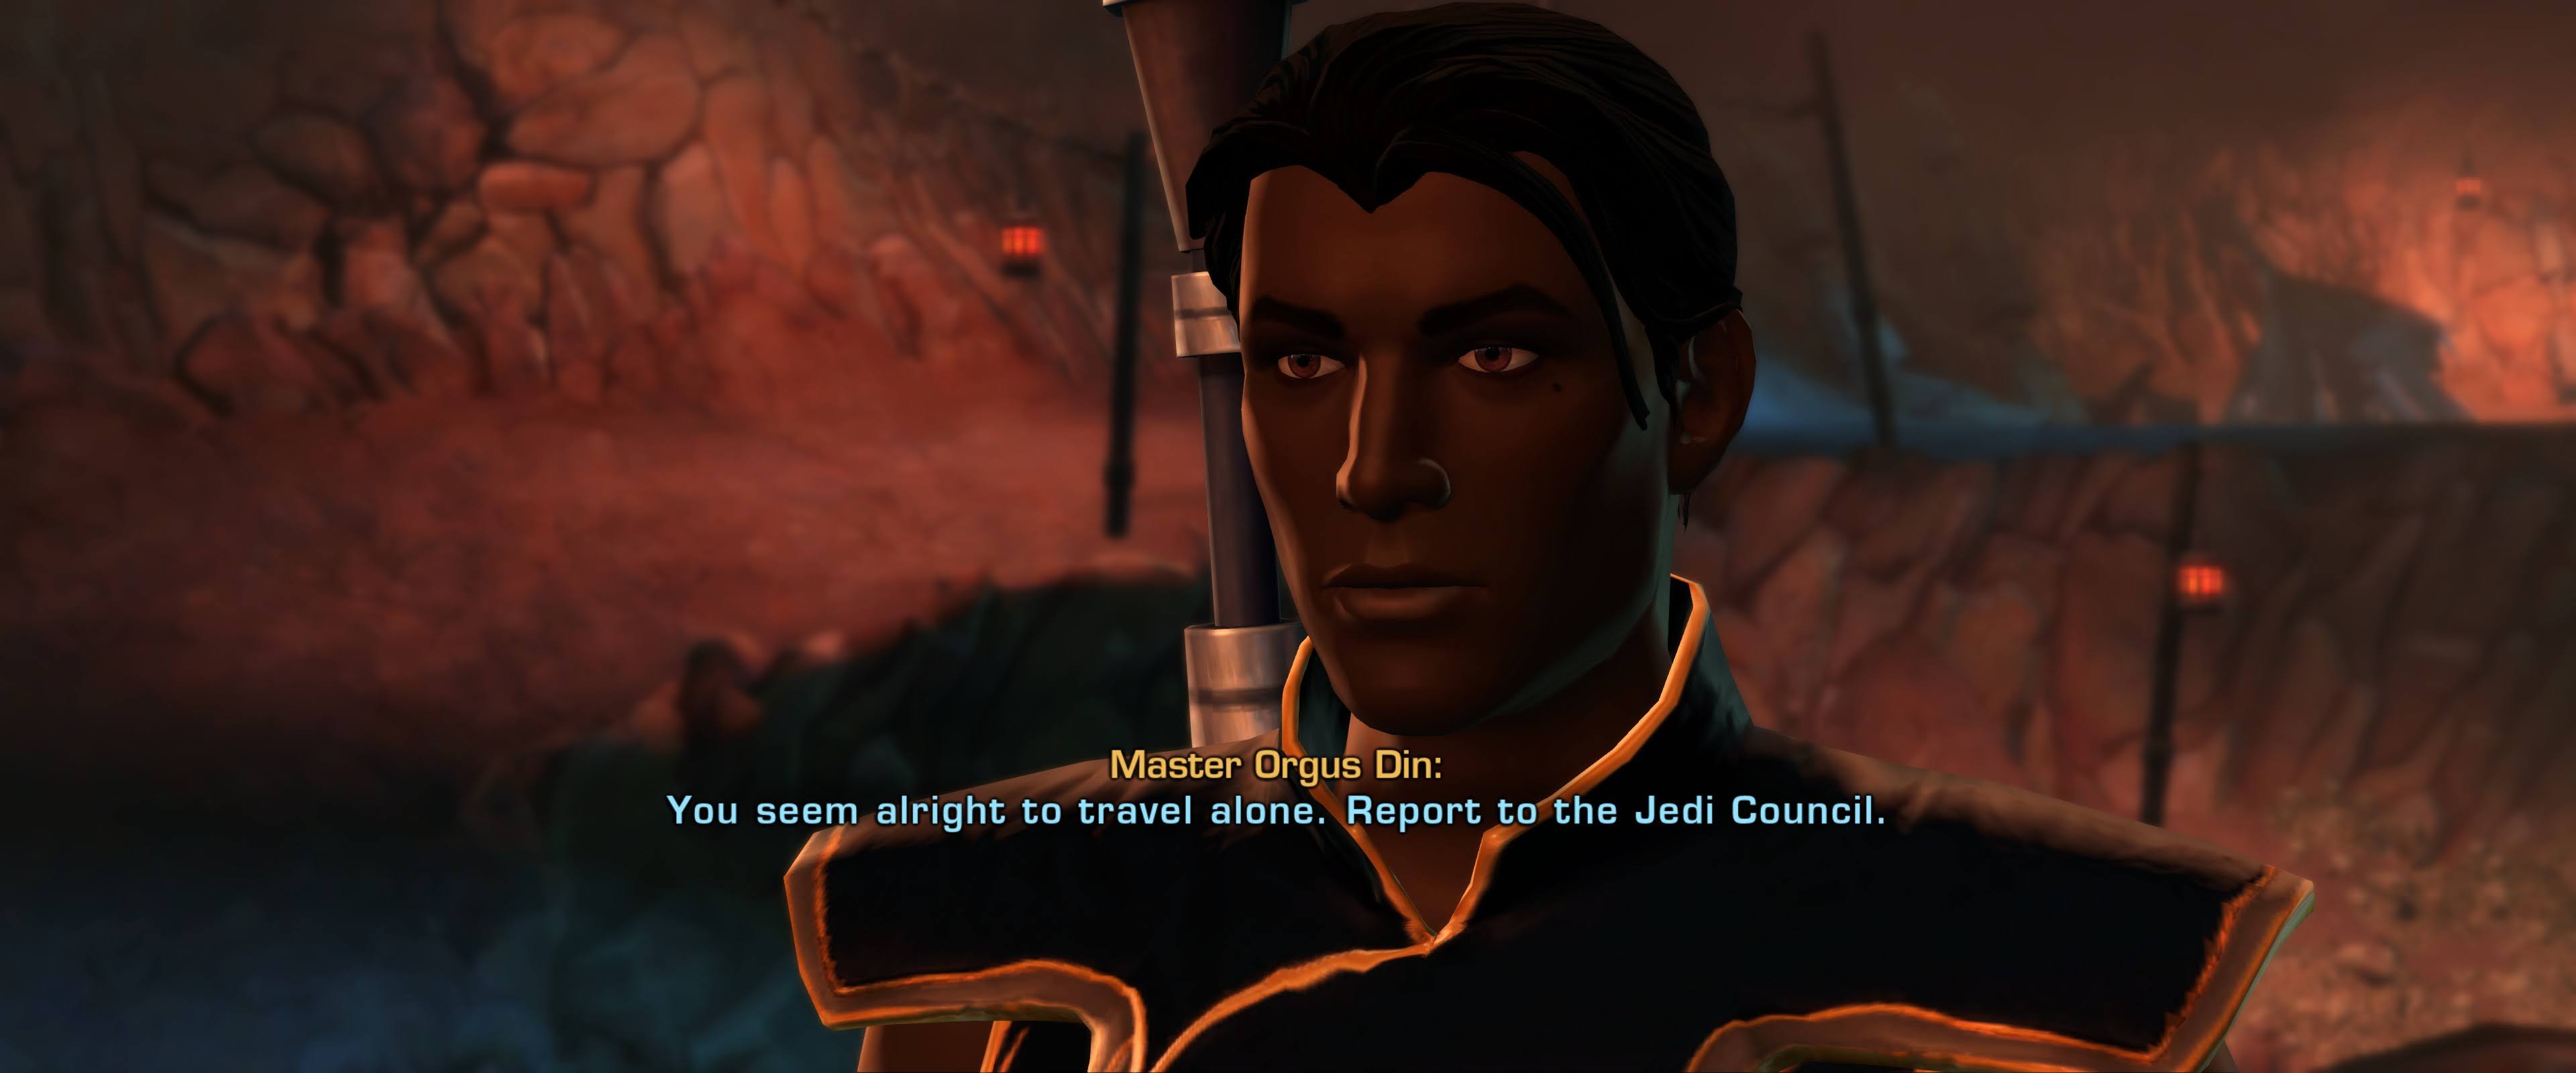 Master Orgus Din:
You seem alright to travel alone. Report to the Jedi Council.